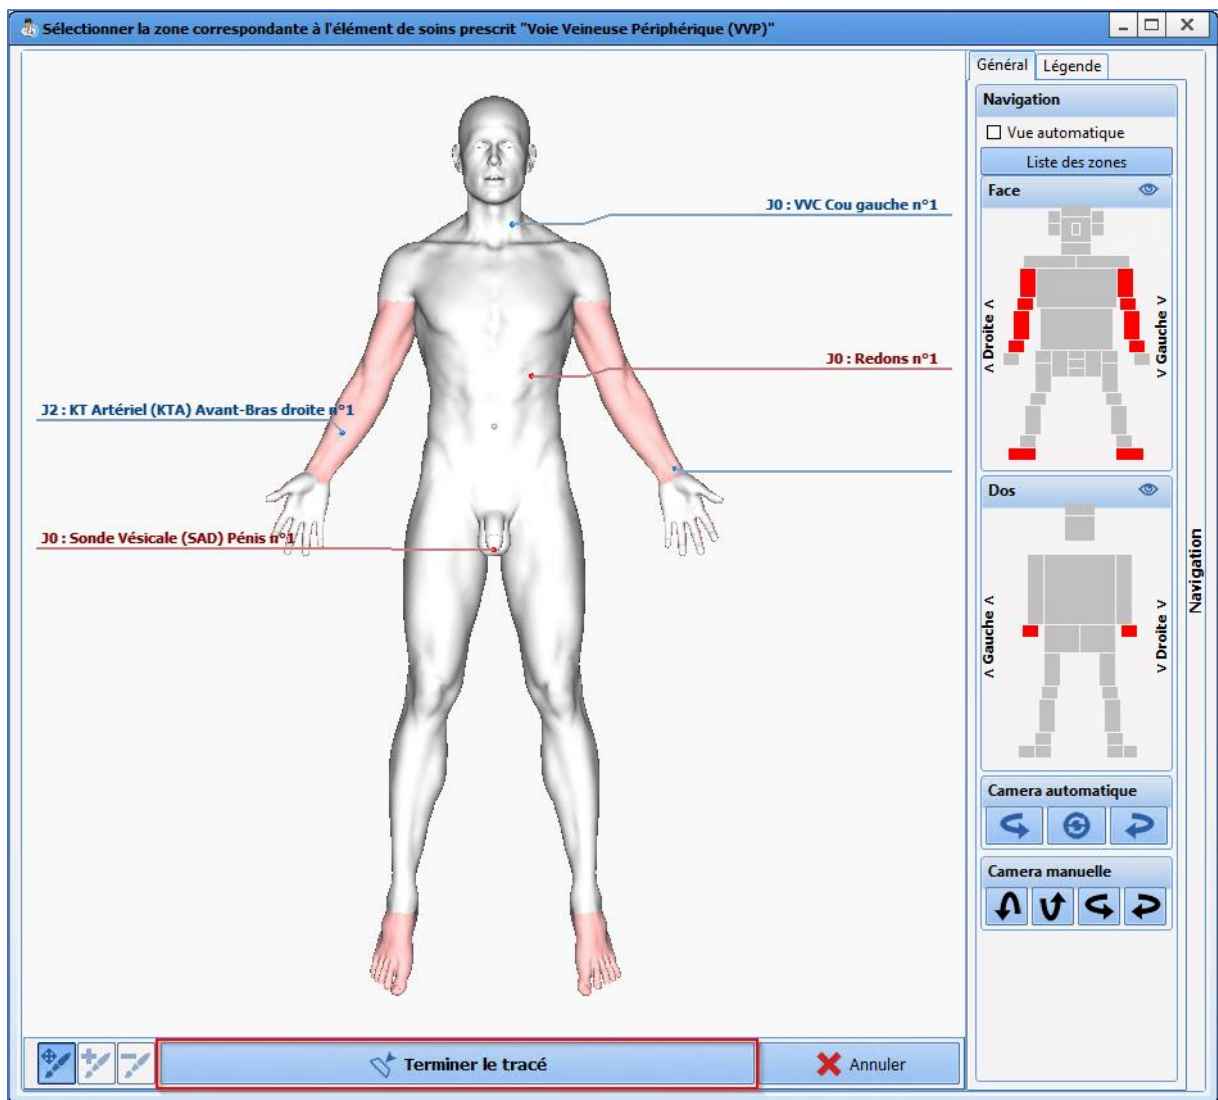 Sélectionner la zone correspondante à l'élément de soins prescrit "Voie Veineuse Périphérique (VVP)"
Général
Légende
Navigation
Vue automatique
Liste des zones
Face
< Droite <
> Gauche >
J0 : VVC Cou gauche n°1
J0 : Redons n°1
J2 : KT Artériel (KTA) Avant-Bras droite n°1
J0 : Sonde Vésicale (SAD) Pénis n°1
Dos
< Gauche <
> Droite >
Navigation
Camera automatique
Camera manuelle
Terminer le tracé
Annuler